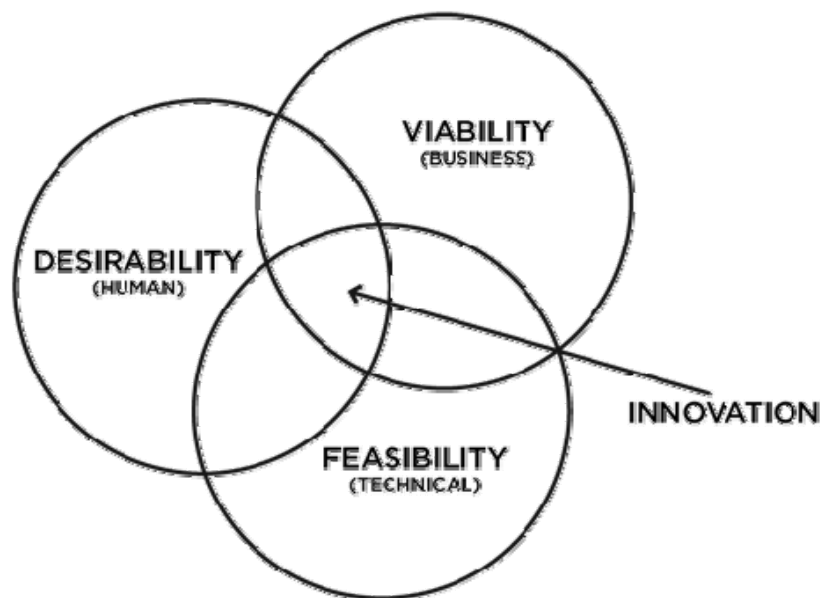 VIABILITY
(BUSINESS)
DESIRABILITY
(HUMAN)
INNOVATION
FEASIBILITY
(TECHNICAL)